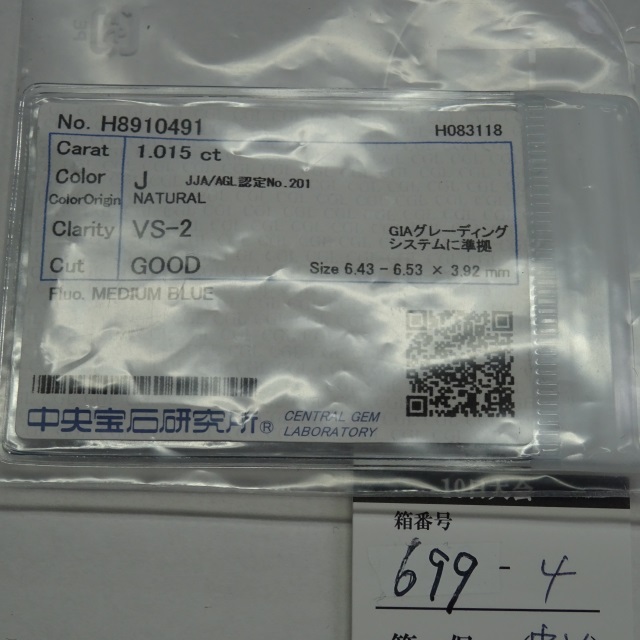 No. H8910491 H083118
Carat 1.015 ct
Color J JJA/AGL認定No.201
ColorOrigin NATURAL
Clarity VS-2 GIAグレーディング
システムに準拠
Cut GOOD Size 6.43 - 6.53 × 3.92 mm
Fluo. MEDIUM BLUE
中央宝石研究所® CENTRAL GEM
LABORATORY
箱番号
699-4